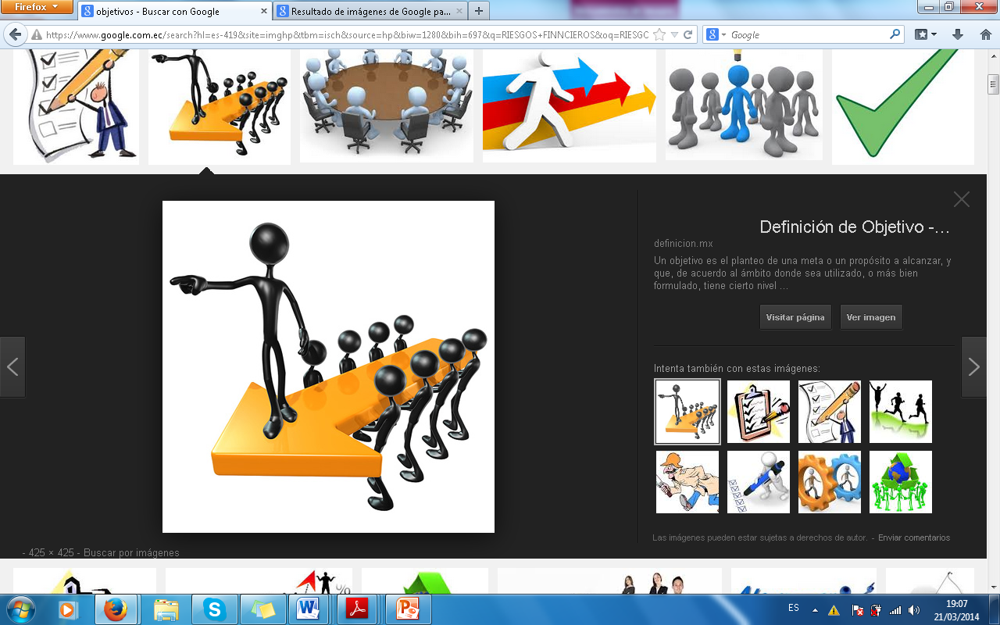 Firefox
objetivos - Buscar con Google
Resultado de imágenes de Google pa...
https://www.google.com.ec/search?hl=es-419&site=imghp&tbm=isch&source=hp&biw=1280&bih=697&q=RIESGOS+FINNCIEROS&oq=RIESGO
Google
Definición de Objetivo -...
definicion.mx
Un objetivo es el planteo de una meta o un propósito a alcanzar, y
que, de acuerdo al ámbito donde sea utilizado, o más bien
formulado, tiene cierto nivel ...
Visitar página
Ver imagen
Intenta también con estas imágenes:
Las imágenes pueden estar sujetas a derechos de autor. - Enviar comentarios
- 425 × 425 - Buscar por imágenes
ES
19:07
21/03/2014